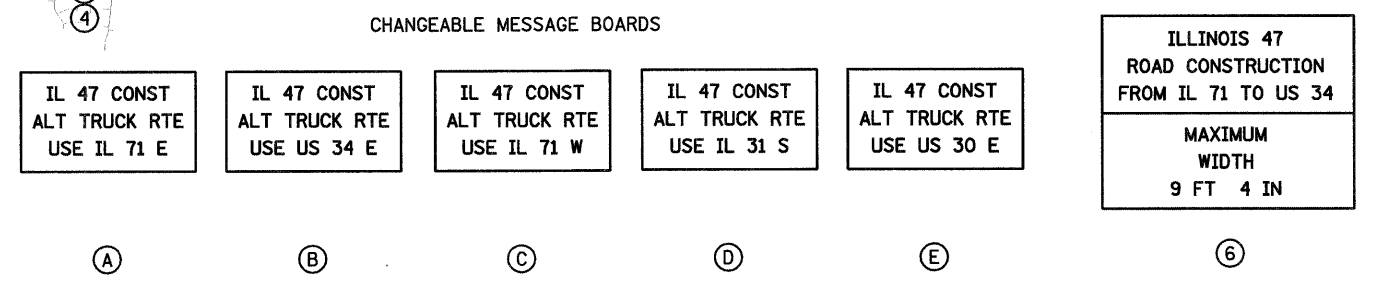 4
CHANGEABLE MESSAGE BOARDS
IL 47 CONST
ALT TRUCK RTE
USE IL 71 E
A
IL 47 CONST
ALT TRUCK RTE
USE US 34 E
B
IL 47 CONST
ALT TRUCK RTE
USE IL 71 W
C
IL 47 CONST
ALT TRUCK RTE
USE IL 31 S
D
IL 47 CONST
ALT TRUCK RTE
USE US 30 E
E
ILLINOIS 47
ROAD CONSTRUCTION
FROM IL 71 TO US 34
MAXIMUM
WIDTH
9 FT 4 IN
6